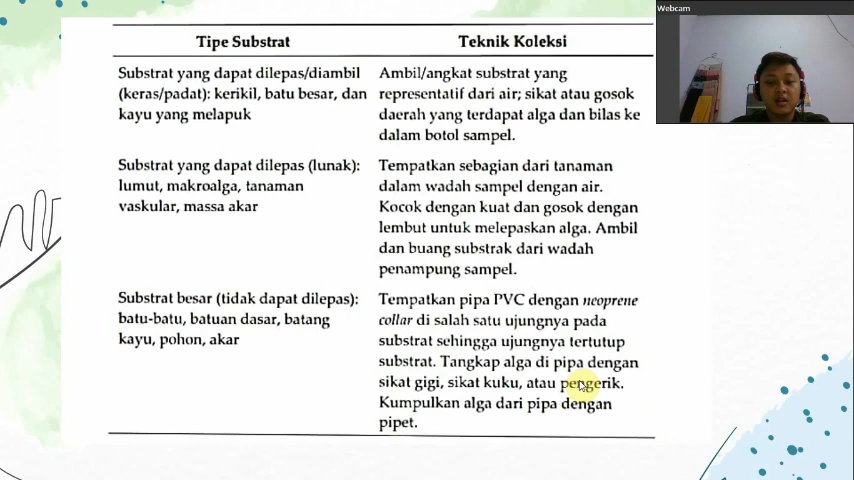 Webcam
Tipe Substrat
Teknik Koleksi
Substrat yang dapat dilepas/diambil
(keras/padat): kerikil, batu besar, dan
kayu yang melapuk
Ambil/angkat substrat yang
representatif dari air; sikat atau gosok
daerah yang terdapat alga dan bilas ke
dalam botol sampel.
Substrat yang dapat dilepas (lunak):
lumut, makroalga, tanaman
vaskular, massa akar
Tempatkan sebagian dari tanaman
dalam wadah sampel dengan air.
Kocok dengan kuat dan gosok dengan
lembut untuk melepaskan alga. Ambil
dan buang substrak dari wadah
penampung sampel.
Substrat besar (tidak dapat dilepas):
batu-batu, batuan dasar, batang
kayu, pohon, akar
Tempatkan pipa PVC dengan neoprene
collar di salah satu ujungnya pada
substrat sehingga ujungnya tertutup
substrat. Tangkap alga di pipa dengan
sikat gigi, sikat kuku, atau pengerik.
Kumpulkan alga dari pipa dengan
pipet.